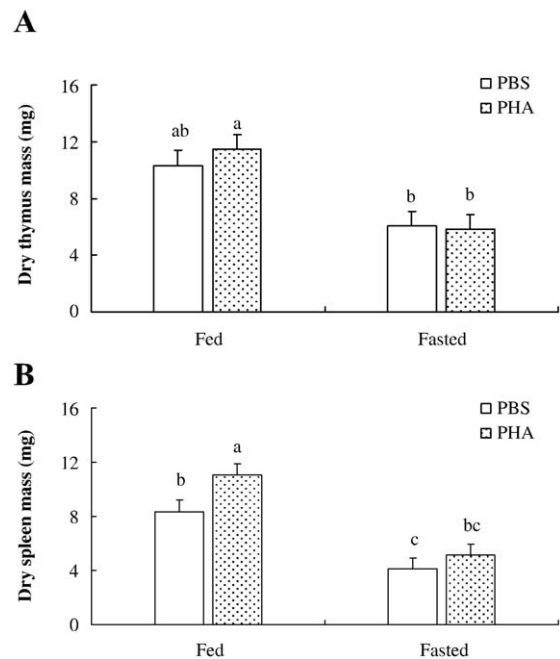 A
Dry thymus mass (mg)
16
12
8
4
0
PBS
PHA
ab
a
b
b
Fed
Fasted
B
Dry spleen mass (mg)
16
12
8
4
0
PBS
PHA
b
a
c
bc
Fed
Fasted